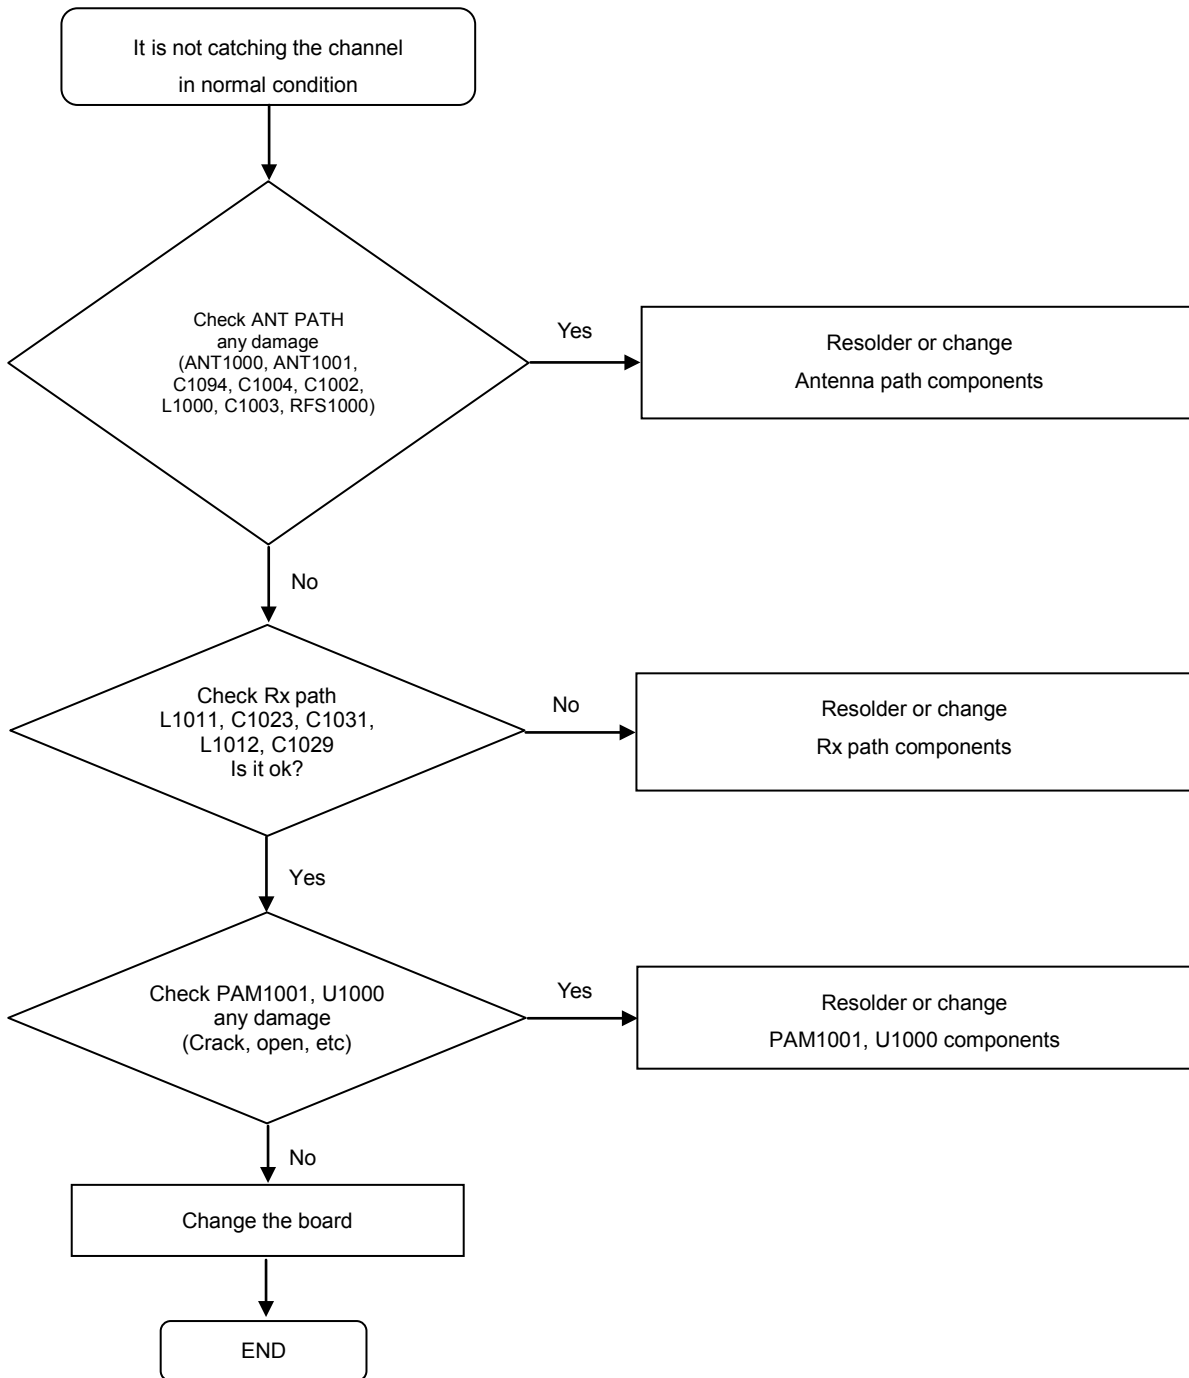 It is not catching the channel
in normal condition
Check ANT PATH
any damage
(ANT1000, ANT1001,
C1094, C1004, C1002,
L1000, C1003, RFS1000)
Yes
Resolder or change
Antenna path components
No
Check Rx path
L1011, C1023, C1031,
L1012, C1029
Is it ok?
No
Resolder or change
Rx path components
Yes
Check PAM1001, U1000
any damage
(Crack, open, etc)
Yes
Resolder or change
PAM1001, U1000 components
No
Change the board
END